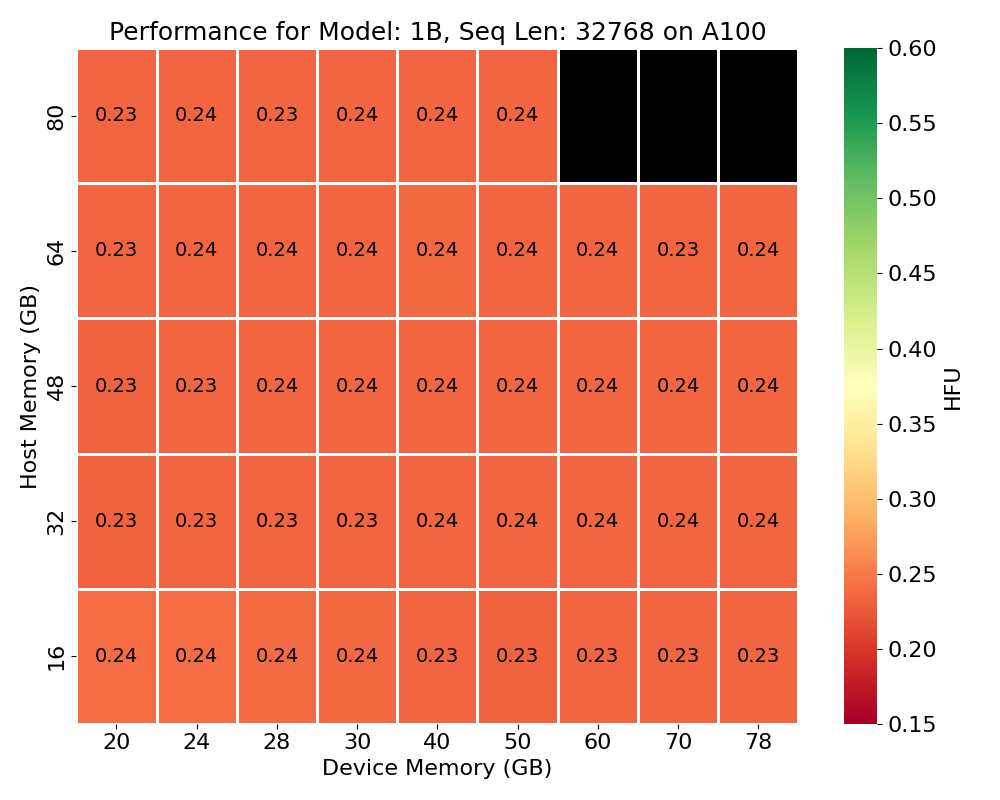 Performance for Model: 1B, Seq Len: 32768 on A100
Host Memory (GB)
80
0.23 0.24 0.23 0.24 0.24 0.24
64
0.23 0.24 0.24 0.24 0.24 0.24 0.24 0.23 0.24
48
0.23 0.23 0.24 0.24 0.24 0.24 0.24 0.24 0.24
32
0.23 0.23 0.23 0.23 0.24 0.24 0.24 0.24 0.24
16
0.24 0.24 0.24 0.24 0.23 0.23 0.23 0.23 0.23
20 24 28 30 40 50 60 70 78
Device Memory (GB)
0.60
0.55
0.50
0.45
0.40
0.35
0.30
0.25
0.20
0.15
HFU